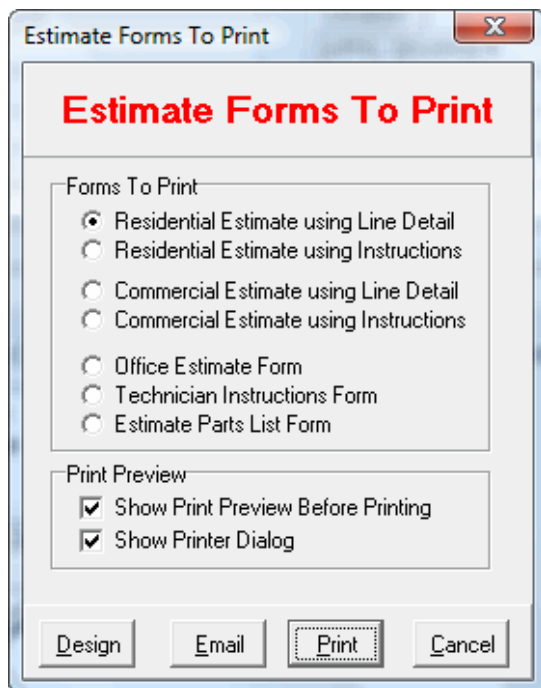 Estimate Forms To Print
Estimate Forms To Print
Forms To Print
Residential Estimate using Line Detail
Residential Estimate using Instructions
Commercial Estimate using Line Detail
Commercial Estimate using Instructions
Office Estimate Form
Technician Instructions Form
Estimate Parts List Form
Print Preview
Show Print Preview Before Printing
Show Printer Dialog
Design Email Print Cancel